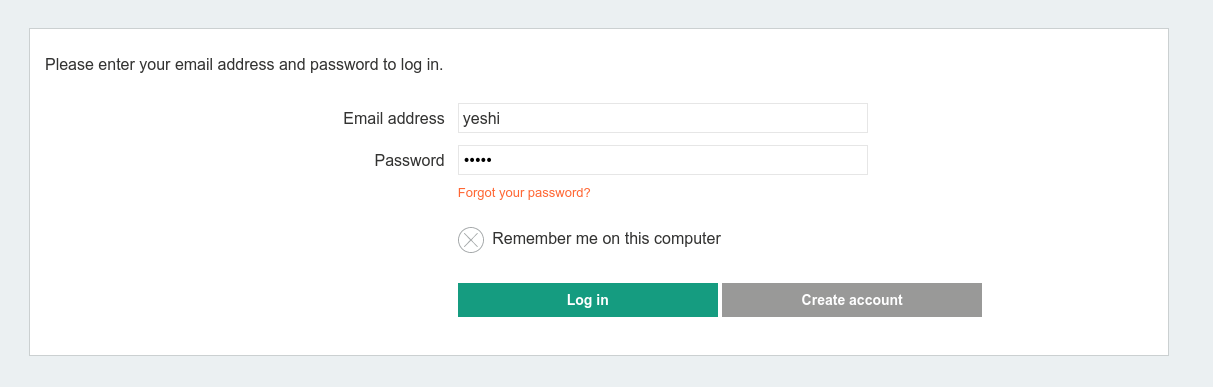 Please enter your email address and password to log in.
Email address yeshi
Password •••••
Forgot your password?
Remember me on this computer
Log in Create account